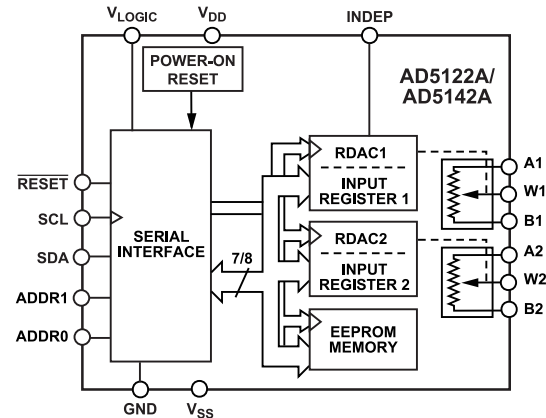 VLOGIC
VDD
INDEP
POWER-ON
RESET
AD5122A/
AD5142A
RDAC1
INPUT
REGISTER 1
A1
W1
B1
RESET
SCL
SDA
ADDR1
ADDR0
SERIAL
INTERFACE
7/8
RDAC2
INPUT
REGISTER 2
A2
W2
B2
EEPROM
MEMORY
GND
VSS